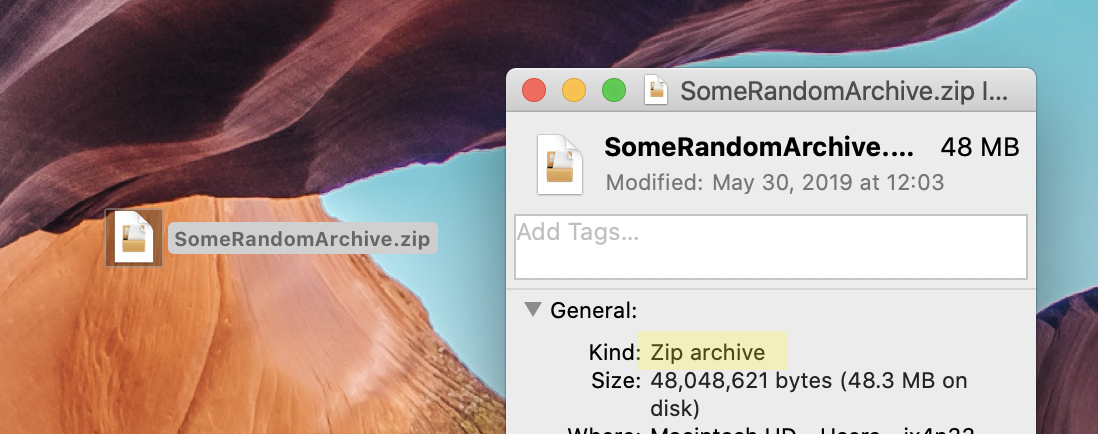 SomeRandomArchive.zip I...
SomeRandomArchive.... 48 MB
Modified: May 30, 2019 at 12:03
SomeRandomArchive.zip
Add Tags...
General:
Kind: Zip archive
Size: 48,048,621 bytes (48.3 MB on
disk)